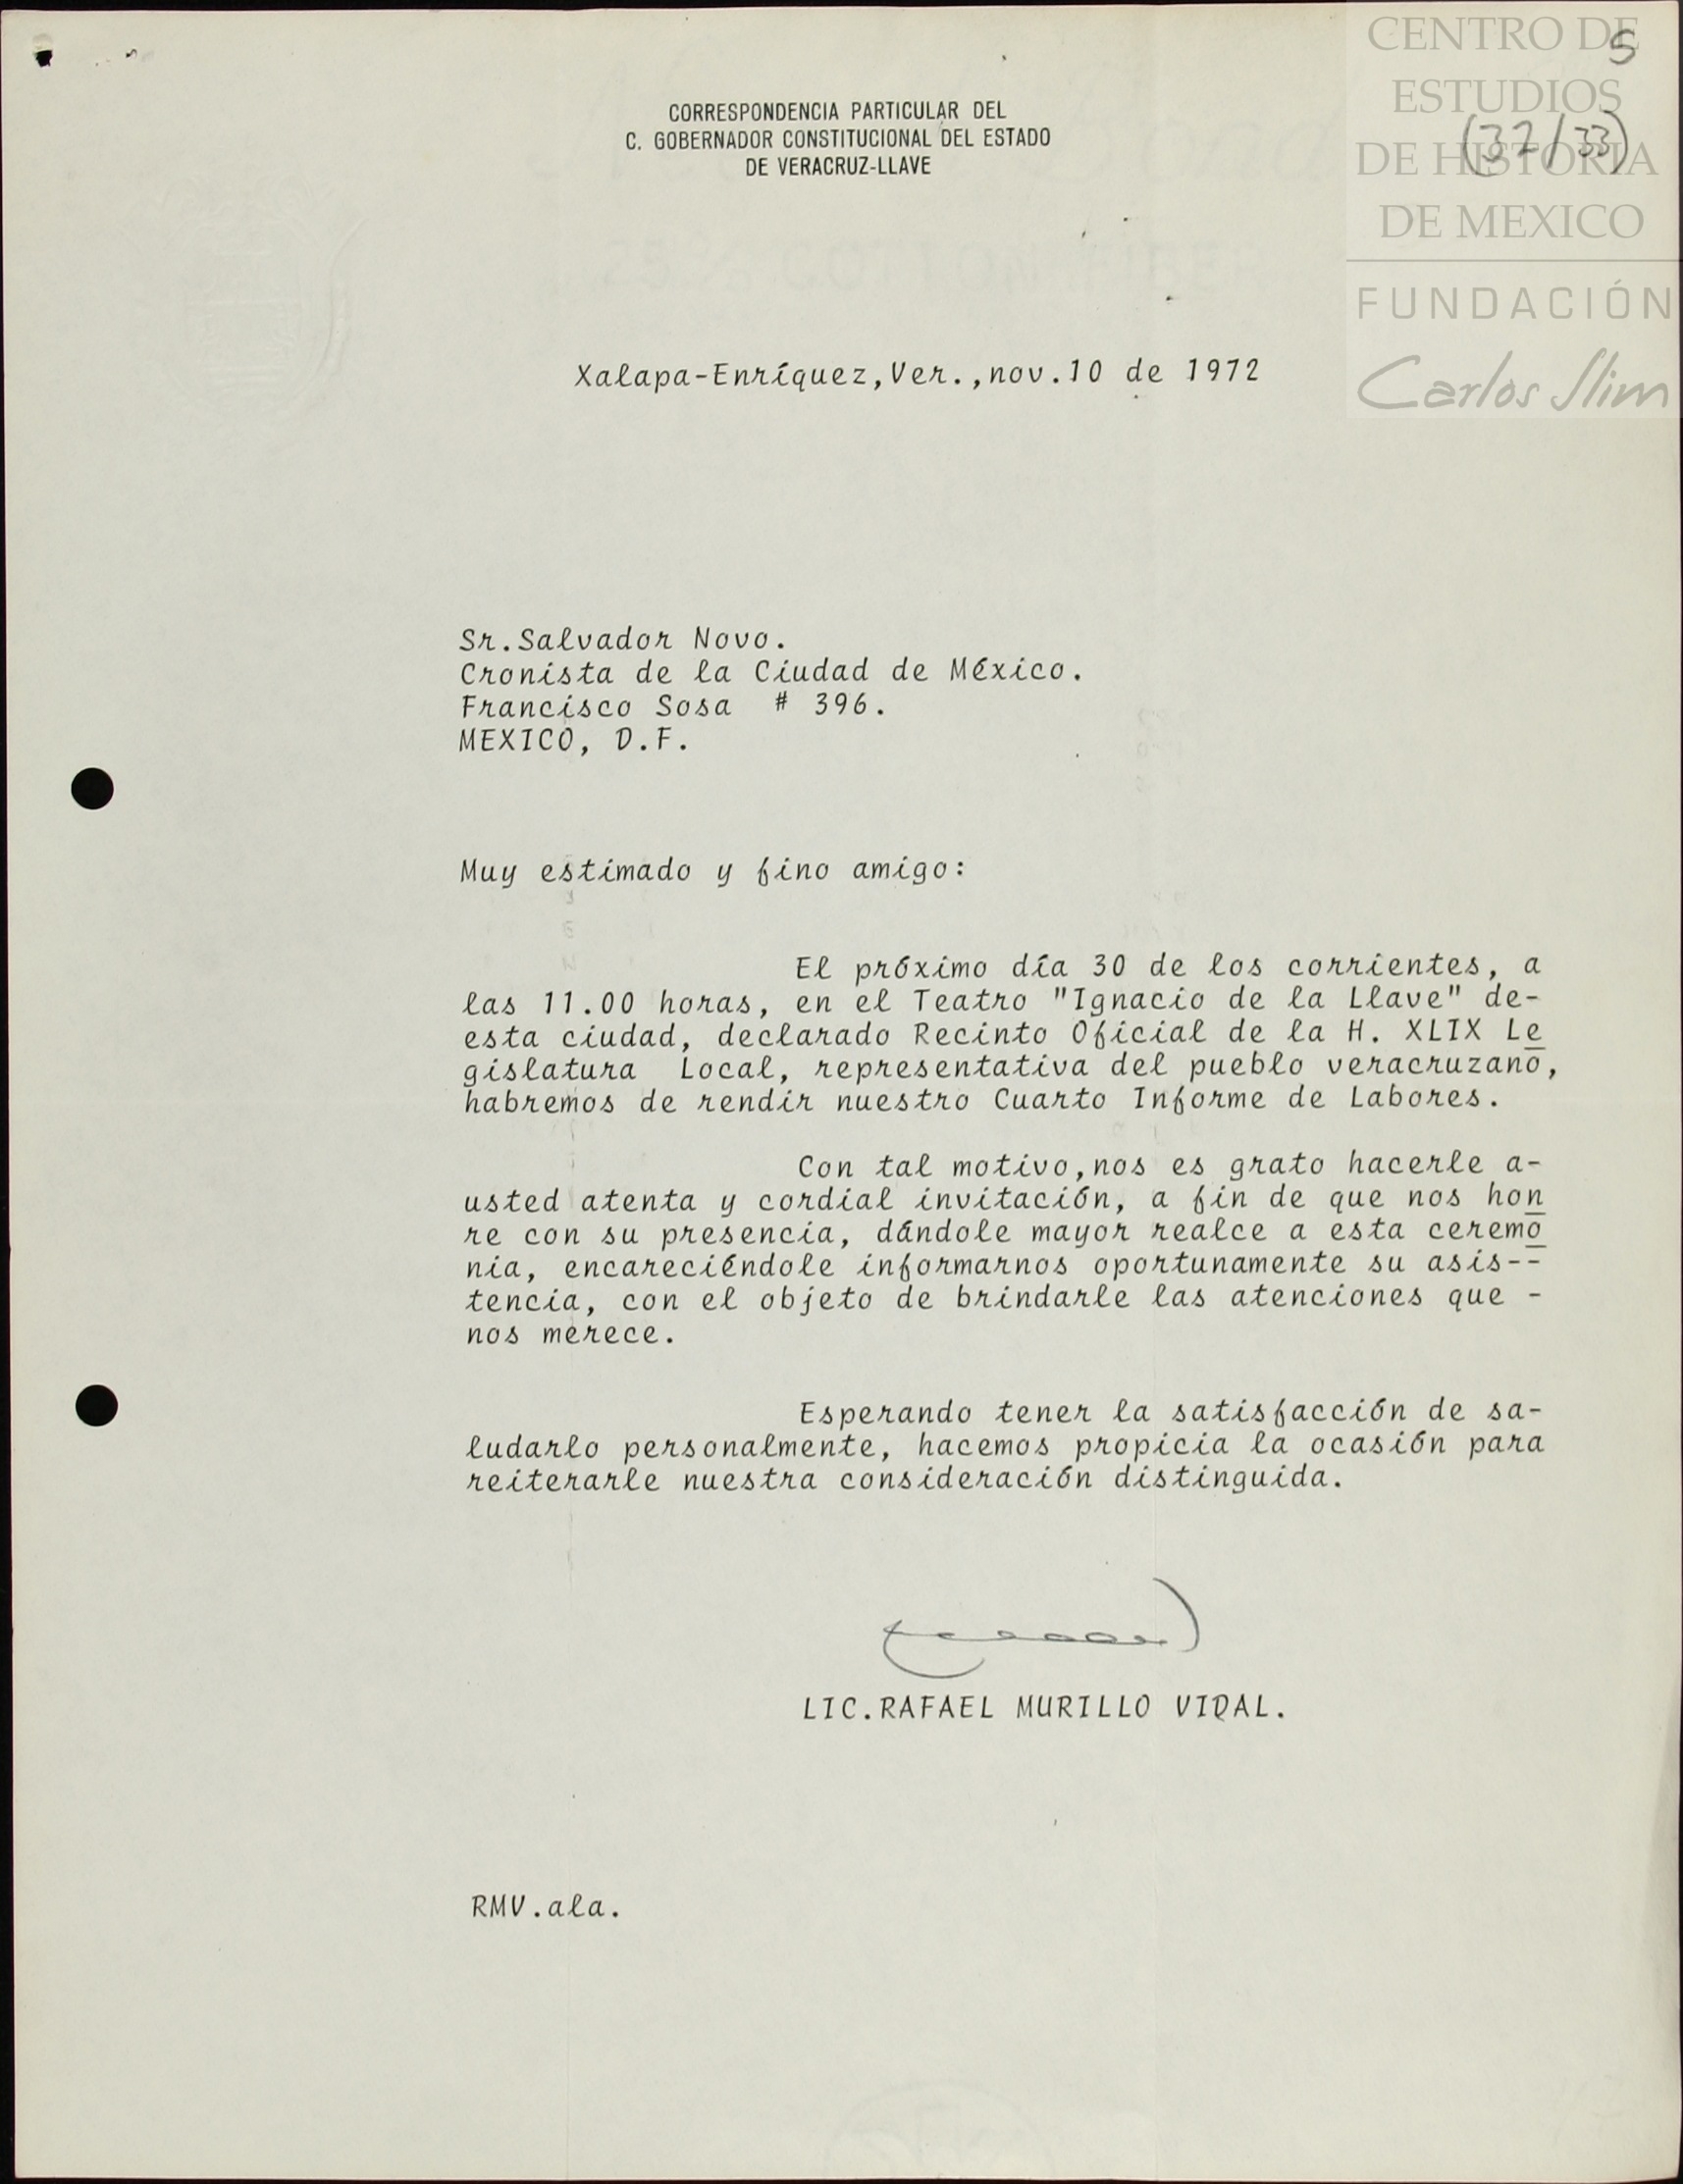 CENTRO DE
ESTUDIOS
DE HISTORIA
DE MEXICO
FUNDACIÓN
Carlos Slim
5
(32/33)
CORRESPONDENCIA PARTICULAR DEL
C. GOBERNADOR CONSTITUCIONAL DEL ESTADO
DE VERACRUZ-LLAVE
Xalapa-Enríquez,Ver.,nov.10 de 1972
Sr.Salvador Novo.
Cronista de la Ciudad de México.
Francisco Sosa # 396.
MEXICO, D.F.
Muy estimado y fino amigo:
El próximo día 30 de los corrientes, a
las 11.00 horas, en el Teatro "Ignacio de la Llave" de-
esta ciudad, declarado Recinto Oficial de la H. XLIX Le
gislatura Local, representativa del pueblo veracruzano,
habremos de rendir nuestro Cuarto Informe de Labores.
Con tal motivo,nos es grato hacerle a-
usted atenta y cordial invitación, a fin de que nos hon
re con su presencia, dándole mayor realce a esta ceremo
nia, encareciéndole informarnos oportunamente su asis--
tencia, con el objeto de brindarle las atenciones que -
nos merece.
Esperando tener la satisfacción de sa-
ludarlo personalmente, hacemos propicia la ocasión para
reiterarle nuestra consideración distinguida.
LIC.RAFAEL MURILLO VIDAL.
RMV.ala.